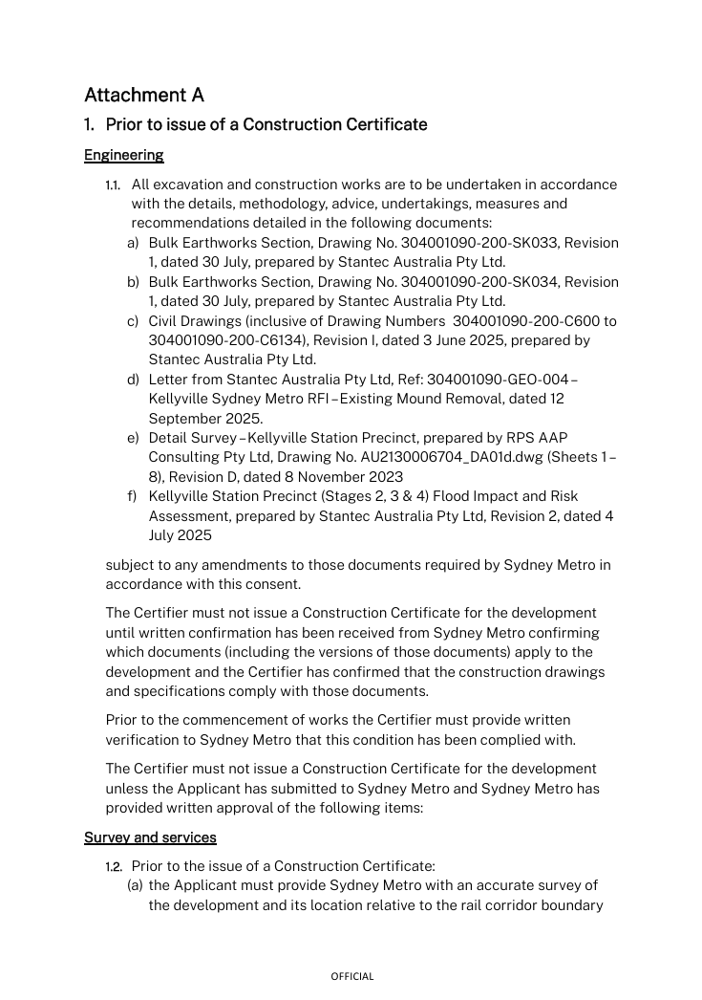 Attachment A
1. Prior to issue of a Construction Certificate
Engineering
1.1. All excavation and construction works are to be undertaken in accordance
with the details, methodology, advice, undertakings, measures and
recommendations detailed in the following documents:
a) Bulk Earthworks Section, Drawing No. 304001090-200-SK033, Revision
1, dated 30 July, prepared by Stantec Australia Pty Ltd.
b) Bulk Earthworks Section, Drawing No. 304001090-200-SK034, Revision
1, dated 30 July, prepared by Stantec Australia Pty Ltd.
c) Civil Drawings (inclusive of Drawing Numbers 304001090-200-C600 to
304001090-200-C6134), Revision I, dated 3 June 2025, prepared by
Stantec Australia Pty Ltd.
d) Letter from Stantec Australia Pty Ltd, Ref: 304001090-GEO-004 –
Kellyville Sydney Metro RFI – Existing Mound Removal, dated 12
September 2025.
e) Detail Survey – Kellyville Station Precinct, prepared by RPS AAP
Consulting Pty Ltd, Drawing No. AU2130006704_DA01d.dwg (Sheets 1 –
8), Revision D, dated 8 November 2023
f) Kellyville Station Precinct (Stages 2, 3 & 4) Flood Impact and Risk
Assessment, prepared by Stantec Australia Pty Ltd, Revision 2, dated 4
July 2025
subject to any amendments to those documents required by Sydney Metro in
accordance with this consent.
The Certifier must not issue a Construction Certificate for the development
until written confirmation has been received from Sydney Metro confirming
which documents (including the versions of those documents) apply to the
development and the Certifier has confirmed that the construction drawings
and specifications comply with those documents.
Prior to the commencement of works the Certifier must provide written
verification to Sydney Metro that this condition has been complied with.
The Certifier must not issue a Construction Certificate for the development
unless the Applicant has submitted to Sydney Metro and Sydney Metro has
provided written approval of the following items:
Survey and services
1.2. Prior to the issue of a Construction Certificate:
(a) the Applicant must provide Sydney Metro with an accurate survey of
the development and its location relative to the rail corridor boundary
OFFICIAL